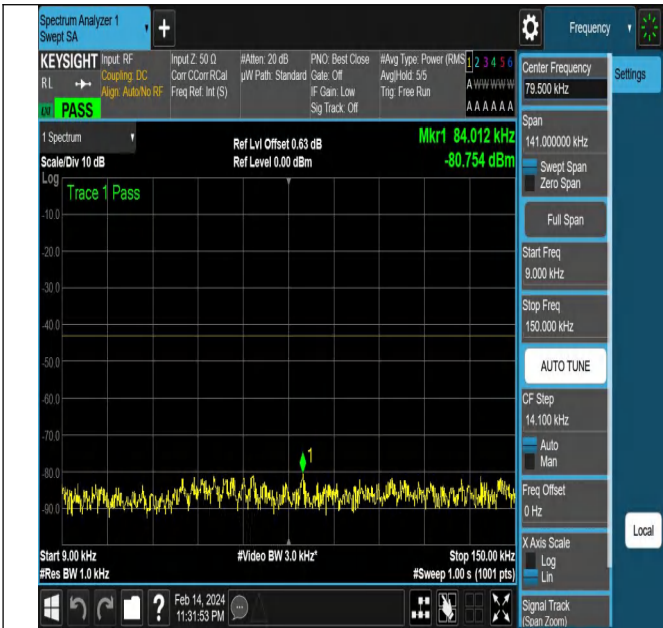 Spectrum Analyzer 1
Swept SA
Frequency
KEYSIGHT
RL
PASS
Input: RF
Coupling: DC
Align: Auto/No RF
Input Z: 50 Ω
Corr CCorr RCal
Freq Ref: Int (S)
#Atten: 20 dB
µW Path: Standard
PNO: Best Close
Gate: Off
IF Gain: Low
Sig Track: Off
#Avg Type: Power (RMS
Avg|Hold: 5/5
Trig: Free Run
1 2 3 4 5 6
A W W W W W
A A A A A A
Center Frequency
79.500 kHz
Settings
Span
141.000000 kHz
Swept Span
Zero Span
Full Span
Start Freq
9.000 kHz
Stop Freq
150.000 kHz
AUTO TUNE
CF Step
14.100 kHz
Auto
Man
Freq Offset
0 Hz
X Axis Scale
Log
Lin
Local
Signal Track
(Span Zoom)
1 Spectrum
Scale/Div 10 dB
Ref Lvl Offset 0.63 dB
Ref Level 0.00 dBm
Mkr1 84.012 kHz
-80.754 dBm
Log
Trace 1 Pass
-10.0
-20.0
-30.0
-40.0
-50.0
-60.0
-70.0
-80.0
-90.0
1
Start 9.00 kHz
#Res BW 1.0 kHz
#Video BW 3.0 kHz*
Stop 150.00 kHz
#Sweep 1.00 s (1001 pts)
?
Feb 14, 2024
11:31:53 PM